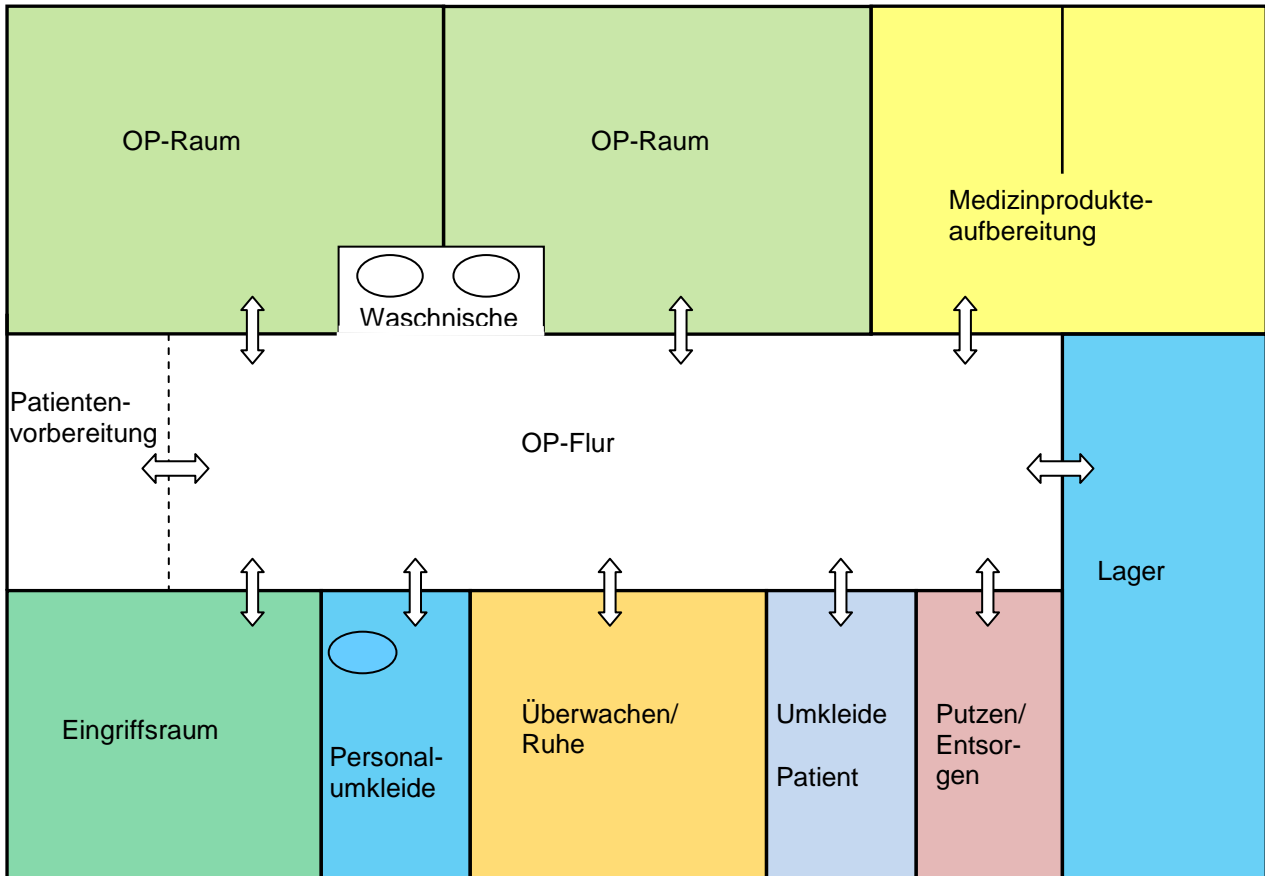 OP-Raum
OP-Raum
Medizinprodukte-
aufbereitung
Waschnische
Patienten-
vorbereitung
OP-Flur
Lager
Eingriffsraum
Personal-
umkleide
Überwachen/
Ruhe
Umkleide
Patient
Putzen/
Entsor-
gen